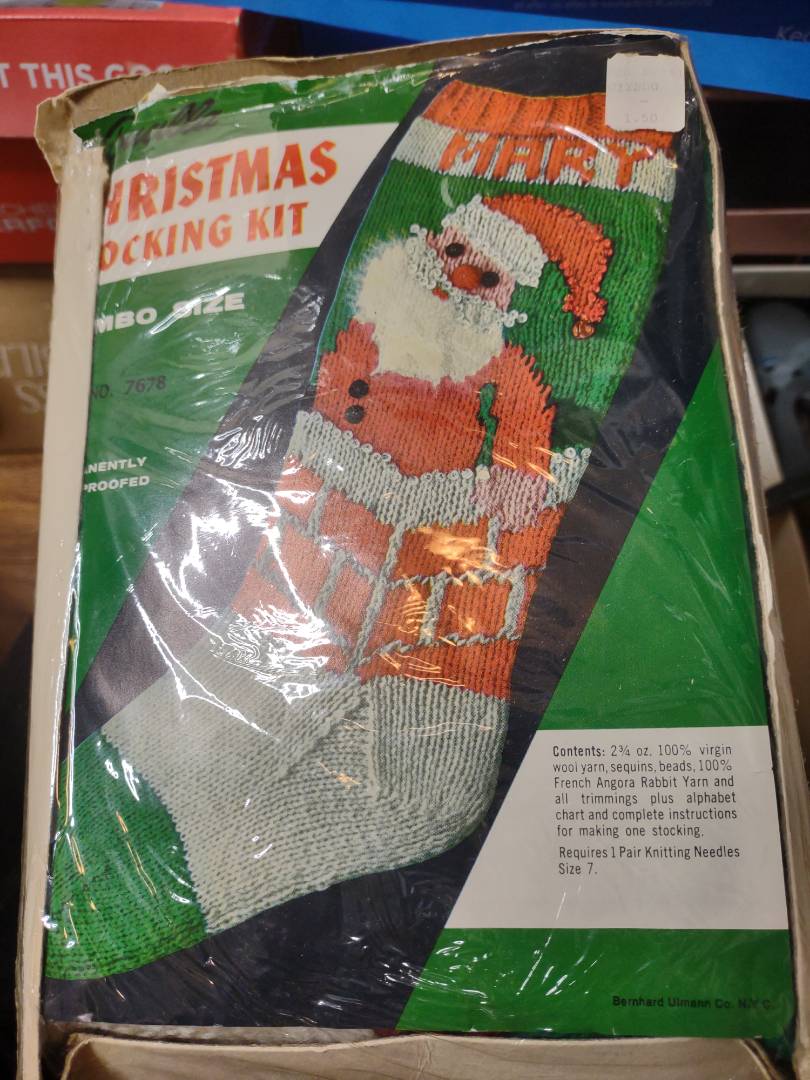 T THIS
HRISTMAS
OCKING KIT
MBO SIZE
NO. 7678
NENTLY
PROOFED
MARY
1.50
Contents: 2¾ oz. 100% virgin
wool yarn, sequins, beads, 100%
French Angora Rabbit Yarn and
all trimmings plus alphabet
chart and complete instructions
for making one stocking.
Requires 1 Pair Knitting Needles
Size 7.
Bernhard Ulmann Co. N.Y.C.